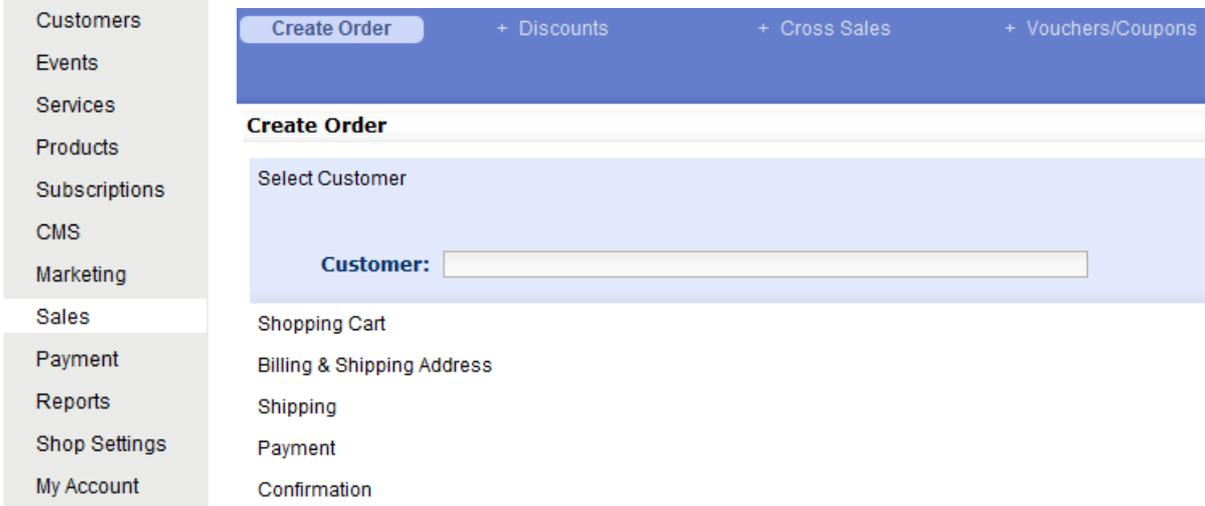 Customers
Events
Services
Products
Subscriptions
CMS
Marketing
Sales
Payment
Reports
Shop Settings
My Account
Create Order + Discounts + Cross Sales + Vouchers/Coupons
Create Order
Select Customer
Customer:
Shopping Cart
Billing & Shipping Address
Shipping
Payment
Confirmation